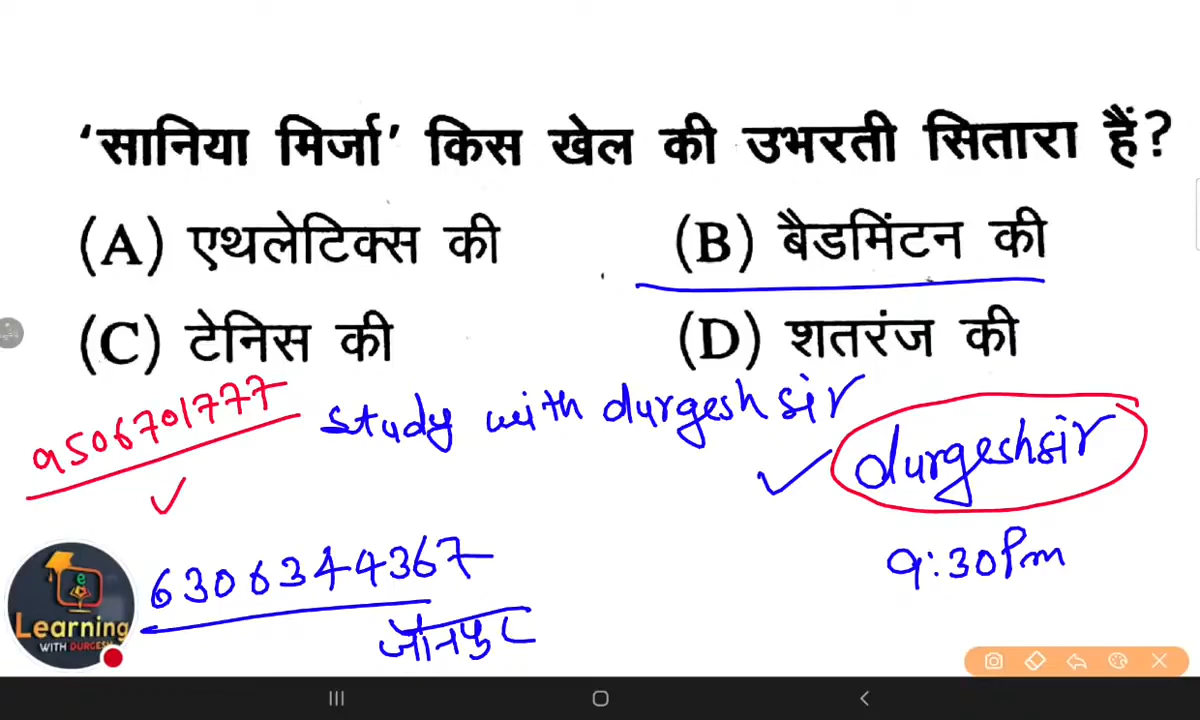 'सानिया मिर्जा' किस खेल की उभरती सितारा हैं?
(A) एथलेटिक्स की (B) बैडमिंटन की
(C) टेनिस की (D) शतरंज की
9506701777 study with durgesh sir
durgeshsir
6306344367 9:30Pm
जौनपुर
e
Learning
WITH DURGESH